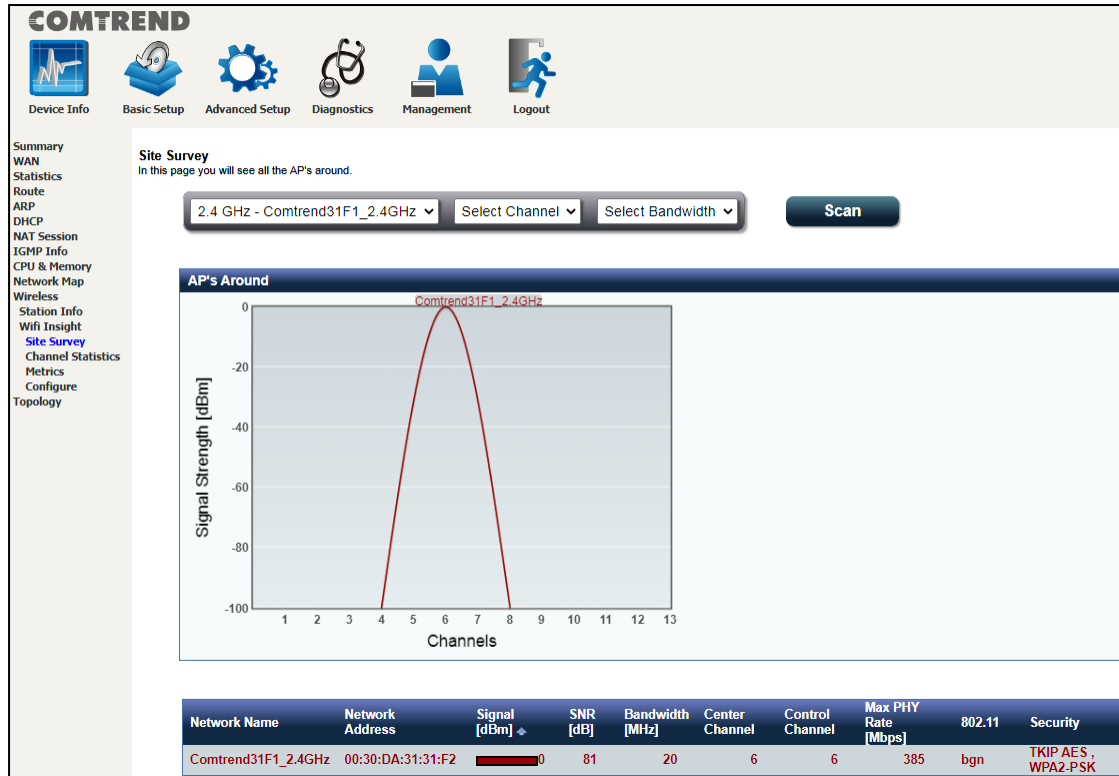 COMTREND
Device Info
Basic Setup
Advanced Setup
Diagnostics
Management
Logout
Summary
WAN
Statistics
Route
ARP
DHCP
NAT Session
IGMP Info
CPU & Memory
Network Map
Wireless
Station Info
Wifi Insight
Site Survey
Channel Statistics
Metrics
Configure
Topology
Site Survey
In this page you will see all the AP's around.
2.4 GHz - Comtrend31F1_2.4GHz
Select Channel
Select Bandwidth
Scan
AP's Around
Comtrend31F1_2.4GHz
0
-20
-40
-60
-80
-100
Signal Strength [dBm]
1 2 3 4 5 6 7 8 9 10 11 12 13
Channels
Network Name
Network
Address
Signal
[dBm]
SNR
[dB]
Bandwidth
[MHz]
Center
Channel
Control
Channel
Max PHY
Rate
[Mbps]
802.11
Security
Comtrend31F1_2.4GHz 00:30:DA:31:31:F2 0 81 20 6 6 385 bgn
TKIP AES ,
WPA2-PSK